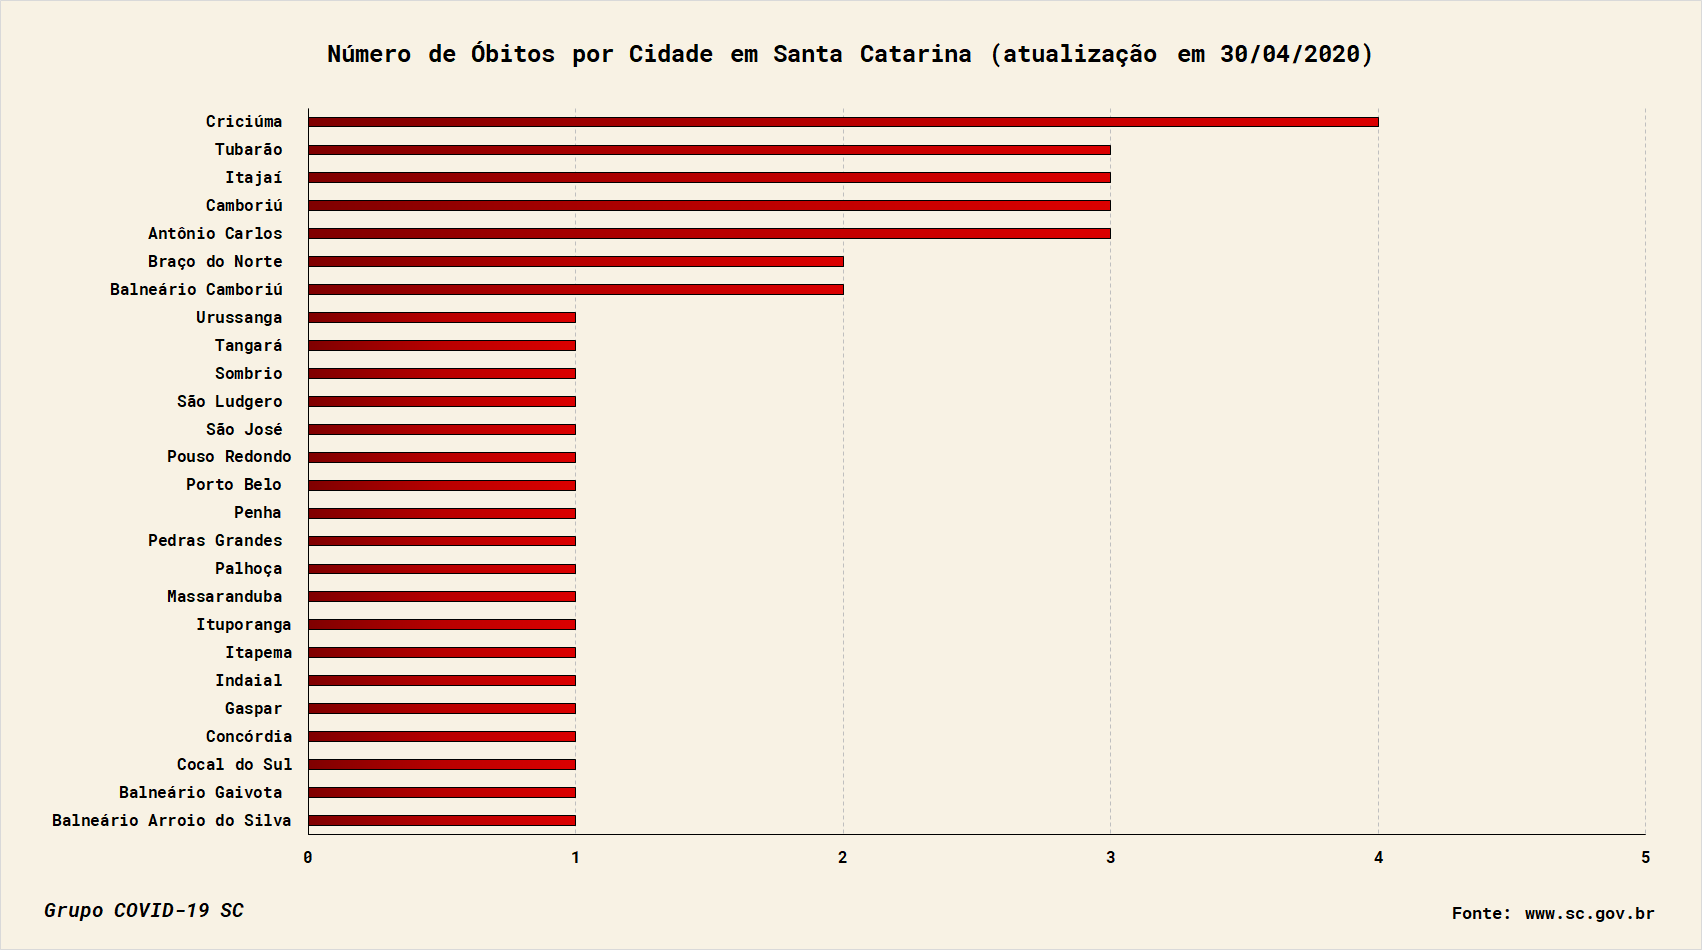 Número de Óbitos por Cidade em Santa Catarina (atualização em 30/04/2020)
Criciúma
Tubarão
Itajaí
Camboriú
Antônio Carlos
Braço do Norte
Balneário Camboriú
Urussanga
Tangará
Sombrio
São Ludgero
São José
Pouso Redondo
Porto Belo
Penha
Pedras Grandes
Palhoça
Massaranduba
Ituporanga
Itapema
Indaial
Gaspar
Concórdia
Cocal do Sul
Balneário Gaivota
Balneário Arroio do Silva
0 1 2 3 4 5
Grupo COVID-19 SC
Fonte: www.sc.gov.br